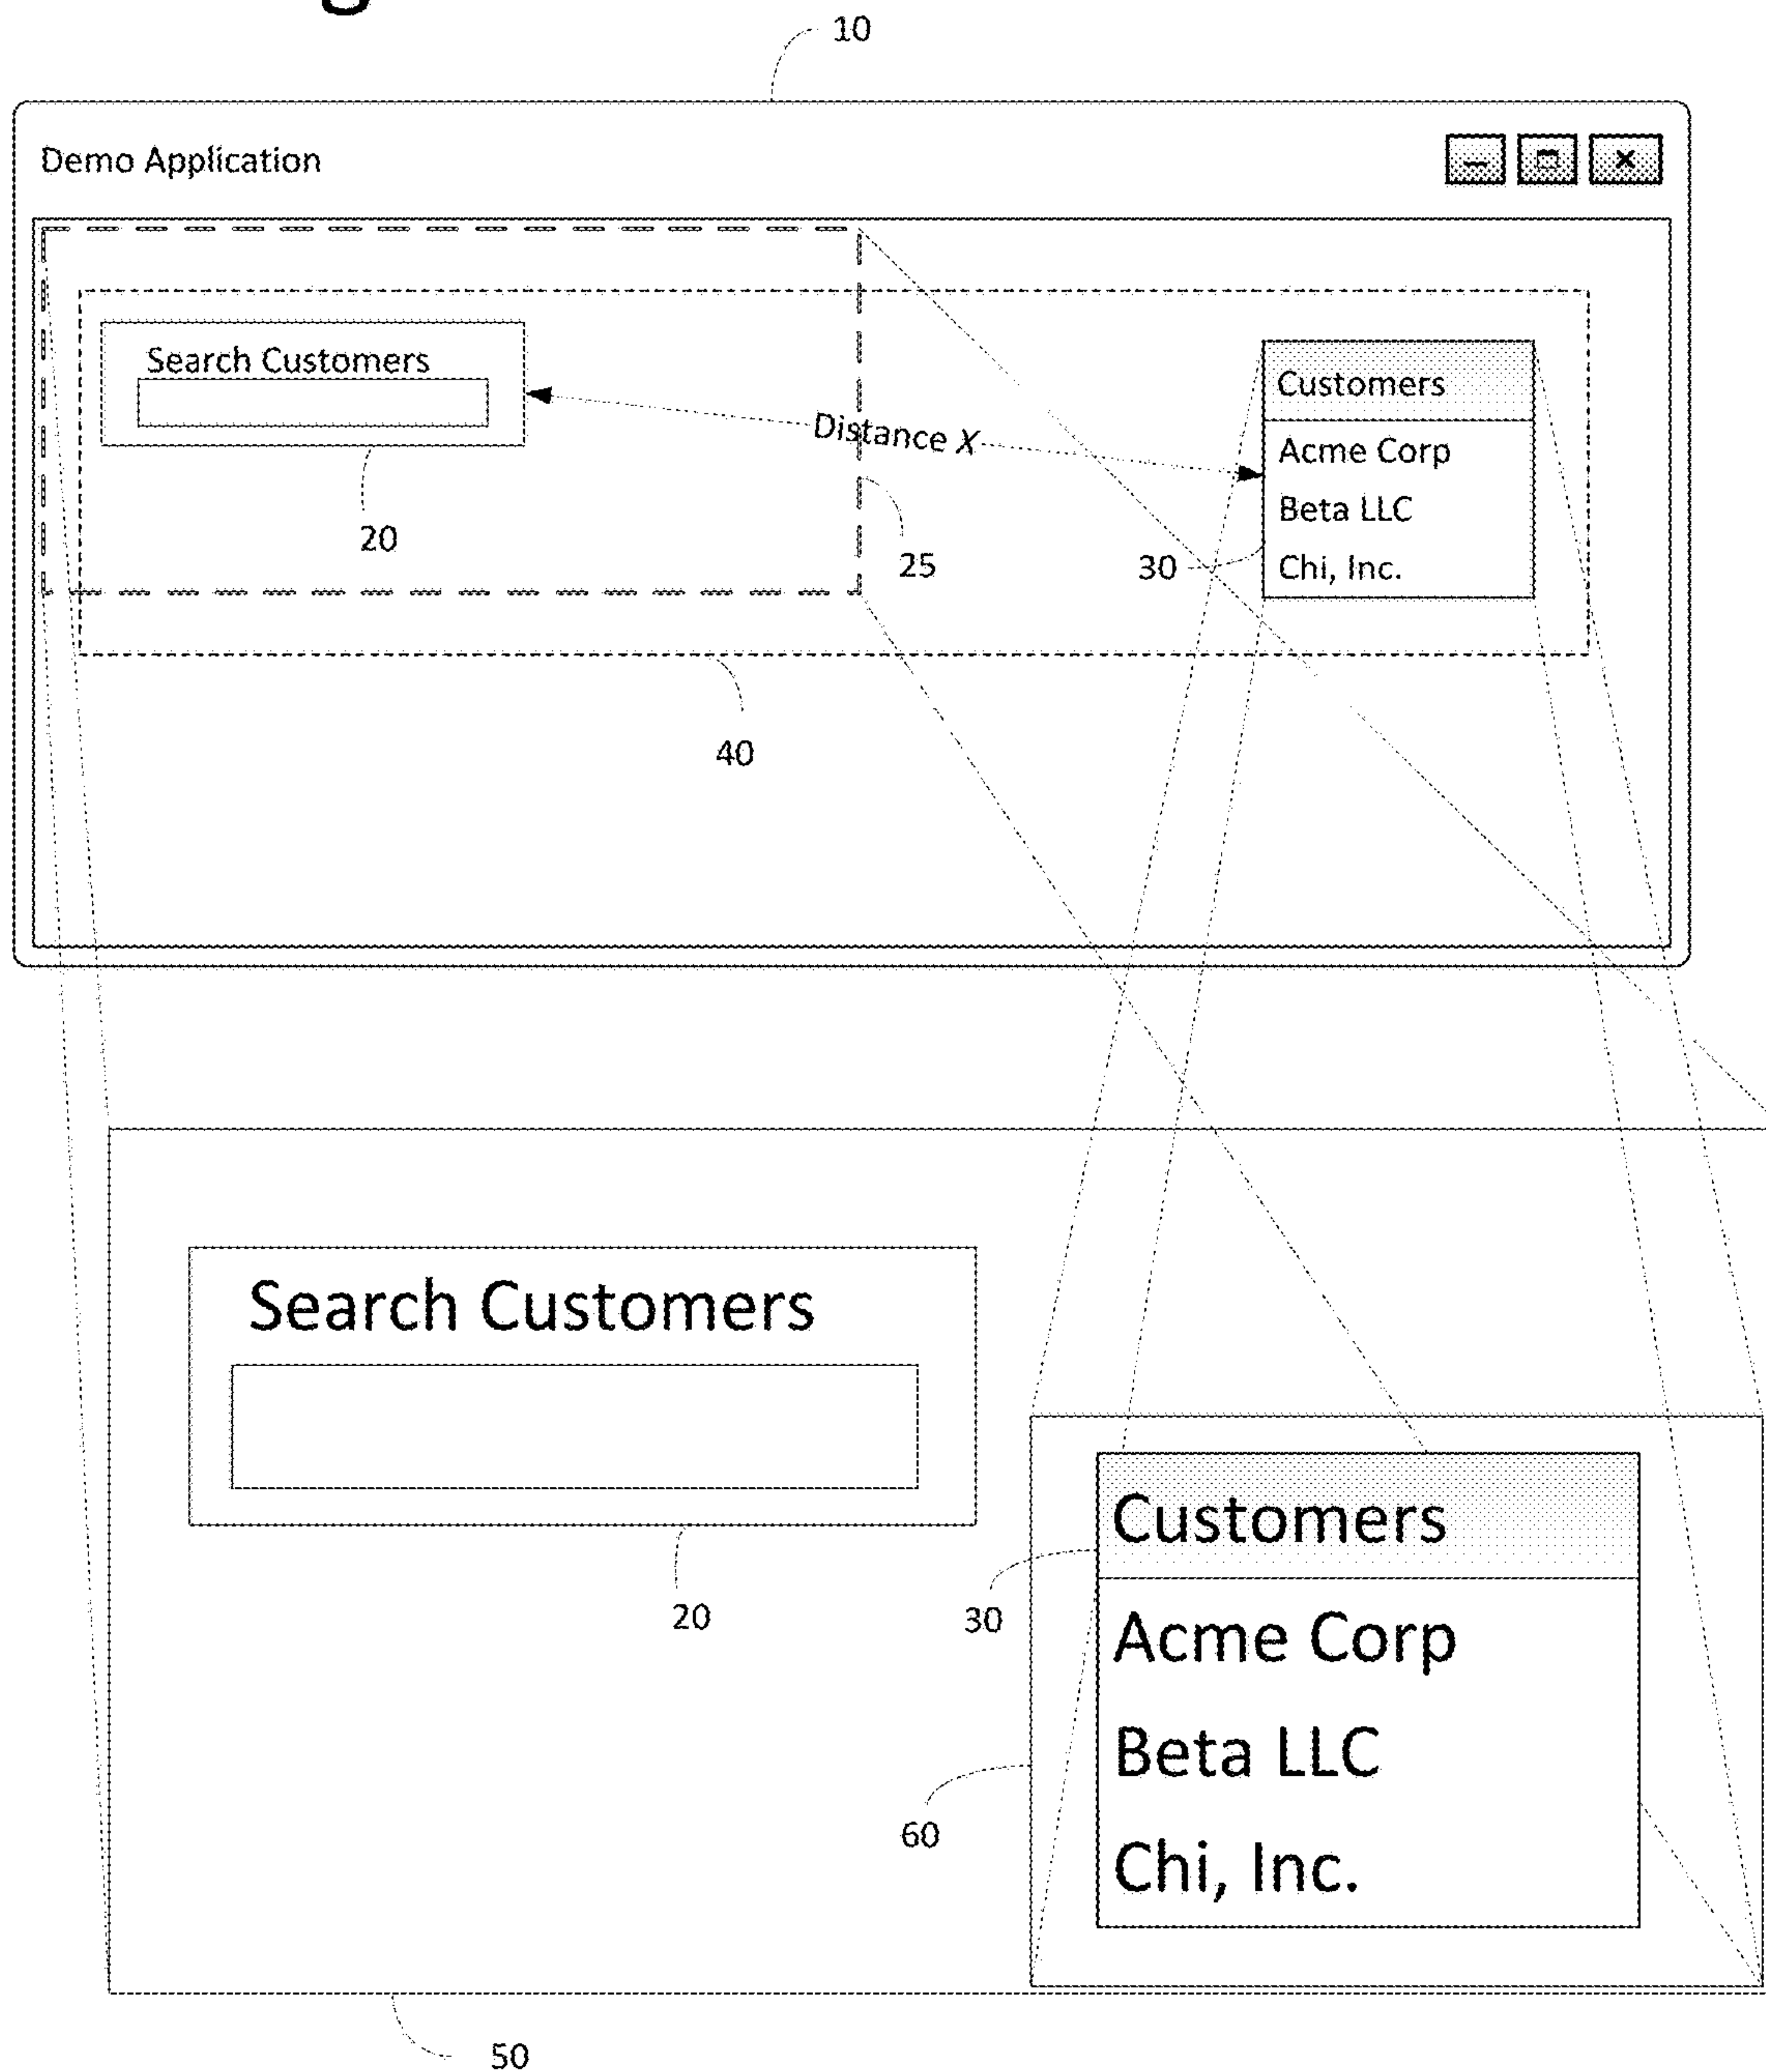 10
Demo Application
Search Customers
Customers
Distance X
Acme Corp
Beta LLC
20
25
30
Chi, Inc.
40
Search Customers
Customers
20
30
Acme Corp
Beta LLC
60
Chi, Inc.
50